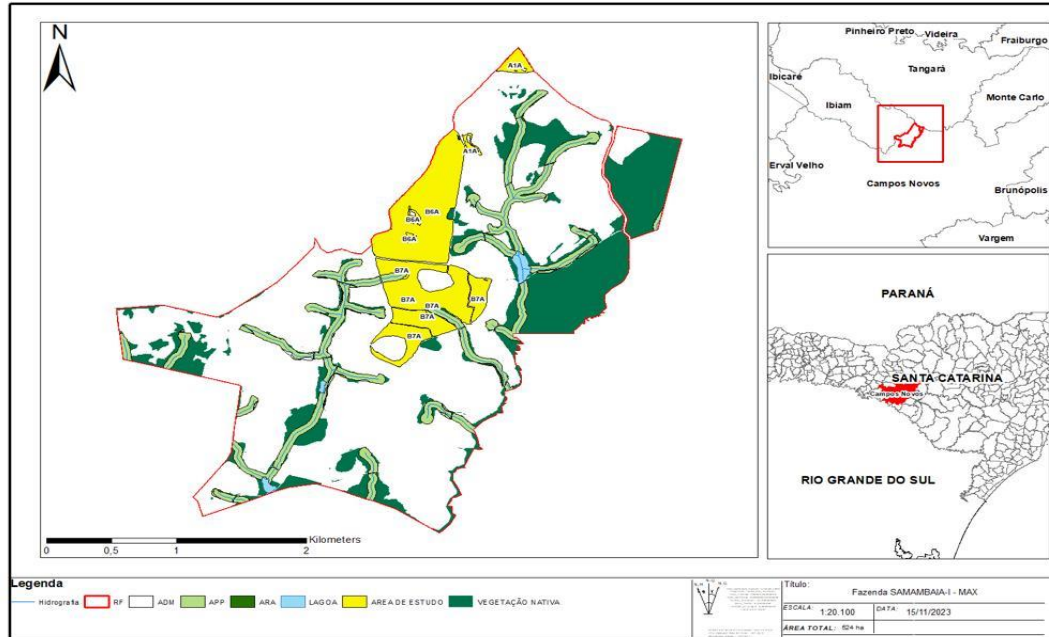 N
A1A
A1A
B6A
B6A
B6A
B7A
B7A
B7A
B7A
B7A
B7A
Kilometers
0 0,5 1 2
Pinheiro Preto Videira
Fraiburgo
Tangará
Ibicaré
Ibiam
Monte Carlo
Erval Velho
Campos Novos
Brunópolis
Vargem
PARANÁ
SANTA CATARINA
Campos Novos
RIO GRANDE DO SUL
Legenda
Hidrografia RF ADM APP ARA LAGOA AREA DE ESTUDO VEGETAÇÃO NATIVA
Título:
Fazenda SAMAMBAIA-I - MAX
ESCALA: 1:20.100 DATA: 15/11/2023
ÁREA TOTAL: 624 ha